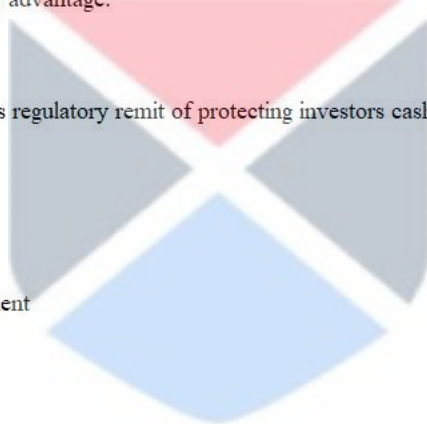 advantage.
s regulatory remit of protecting investors cash
ent